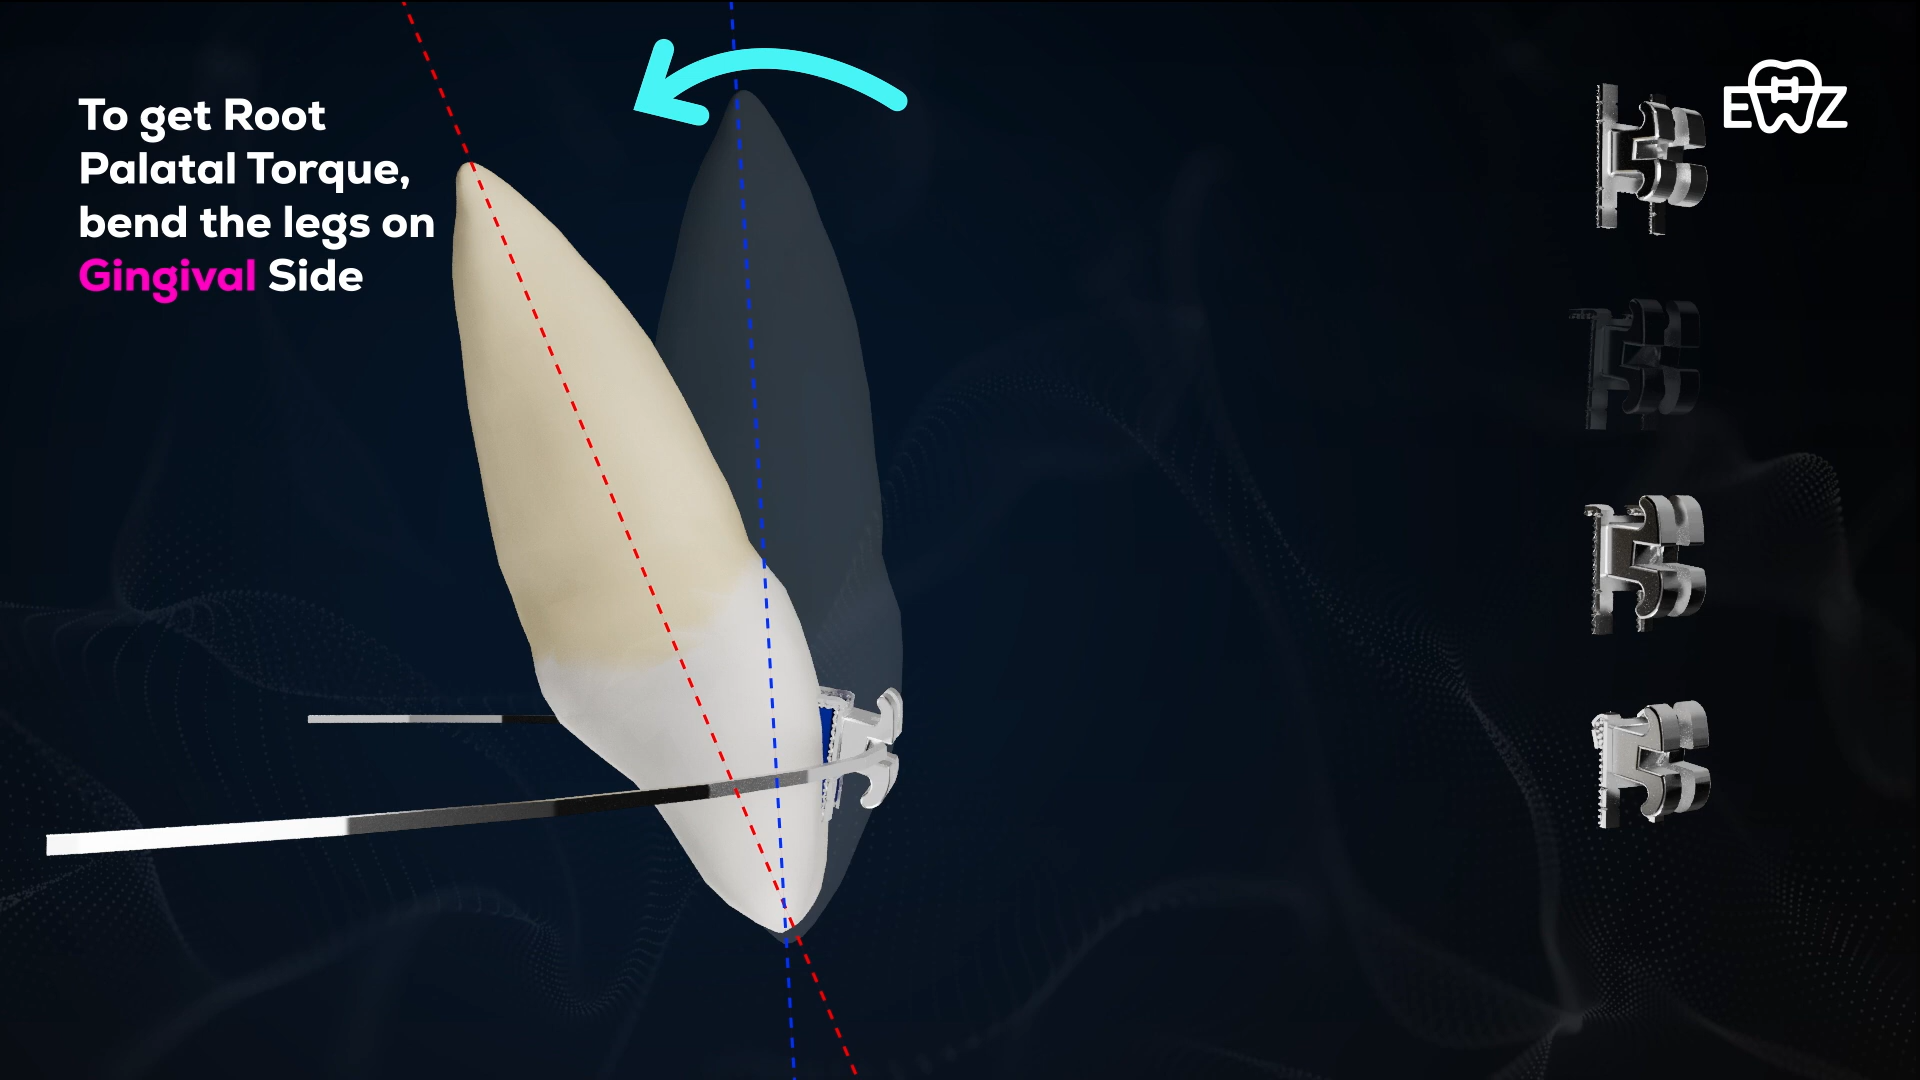 To get Root
Palatal Torque,
bend the legs on
Gingival Side
EWZ